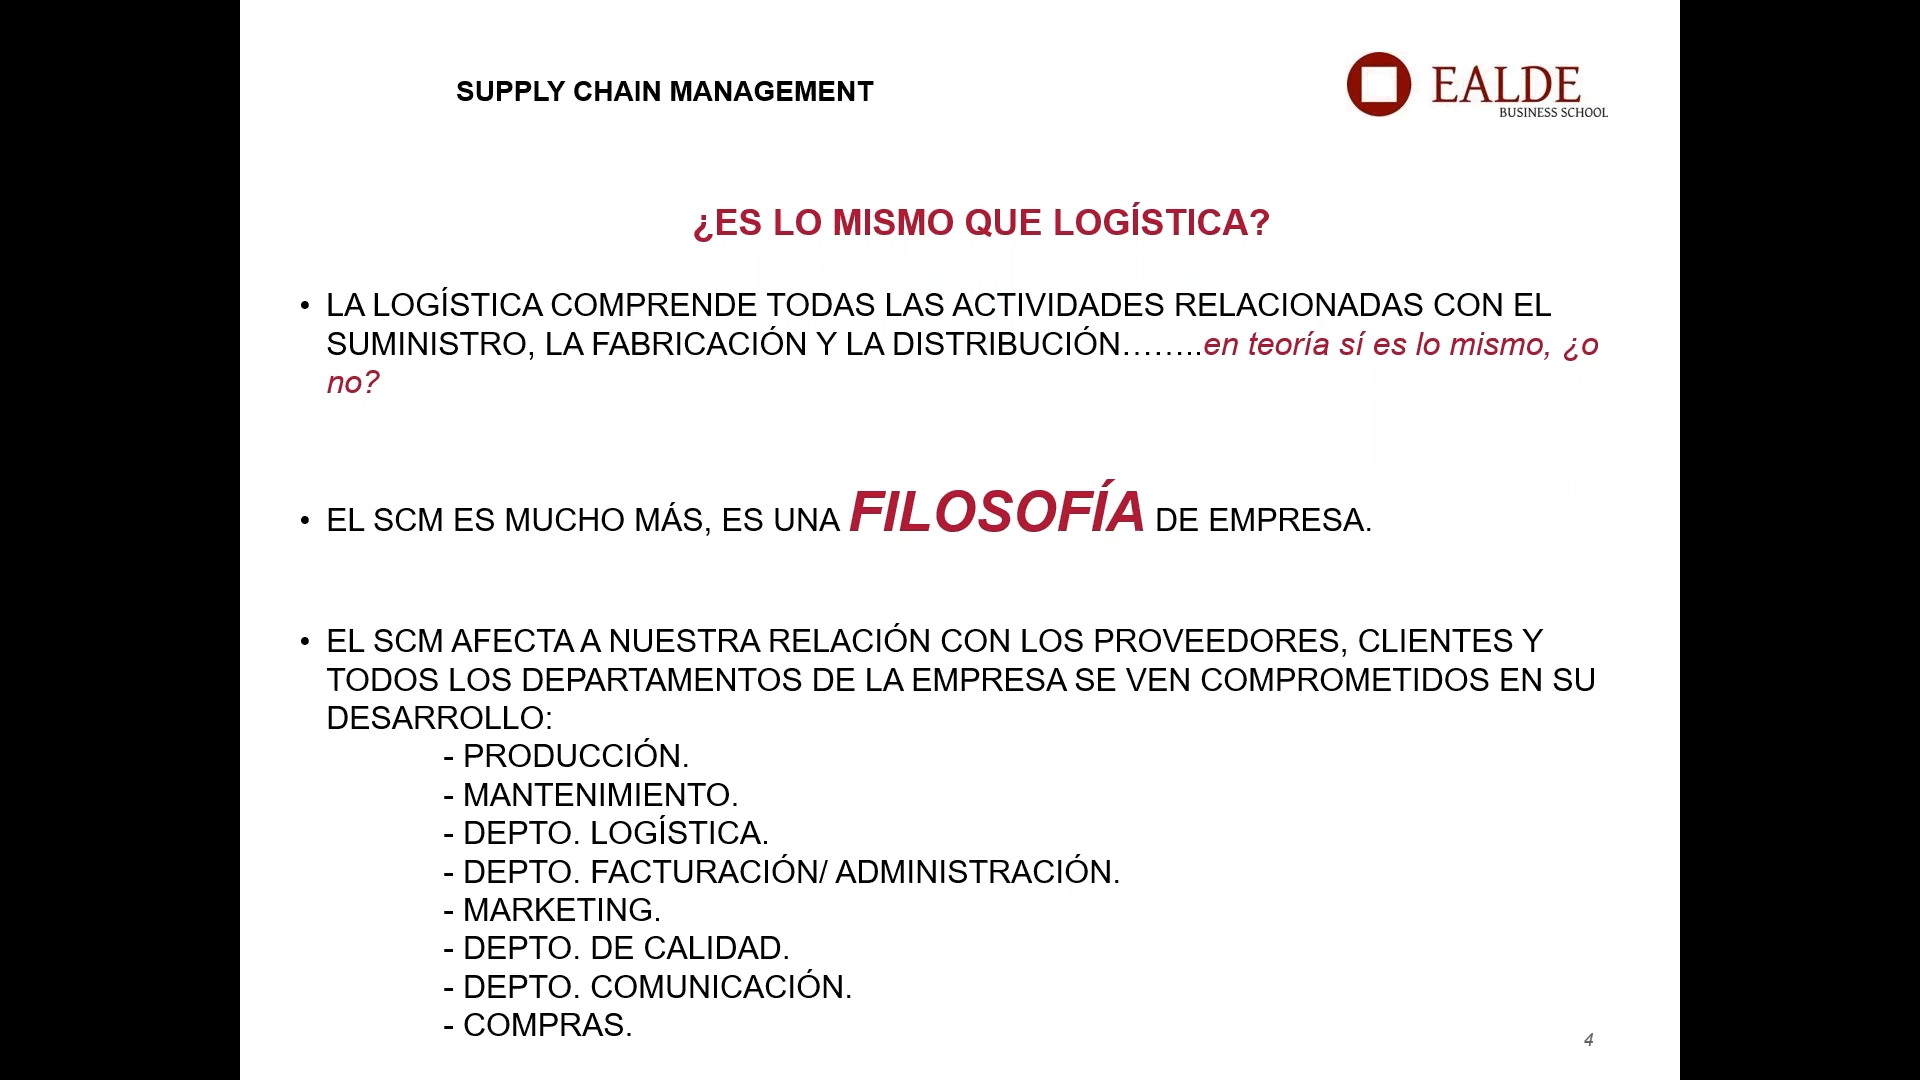 SUPPLY CHAIN MANAGEMENT
EALDE
BUSINESS SCHOOL
¿ES LO MISMO QUE LOGÍSTICA?
• LA LOGÍSTICA COMPRENDE TODAS LAS ACTIVIDADES RELACIONADAS CON EL
SUMINISTRO, LA FABRICACIÓN Y LA DISTRIBUCIÓN……..en teoría sí es lo mismo, ¿o
no?
• EL SCM ES MUCHO MÁS, ES UNA FILOSOFÍA DE EMPRESA.
• EL SCM AFECTA A NUESTRA RELACIÓN CON LOS PROVEEDORES, CLIENTES Y
TODOS LOS DEPARTAMENTOS DE LA EMPRESA SE VEN COMPROMETIDOS EN SU
DESARROLLO:
- PRODUCCIÓN.
- MANTENIMIENTO.
- DEPTO. LOGÍSTICA.
- DEPTO. FACTURACIÓN/ ADMINISTRACIÓN.
- MARKETING.
- DEPTO. DE CALIDAD.
- DEPTO. COMUNICACIÓN.
- COMPRAS.
4